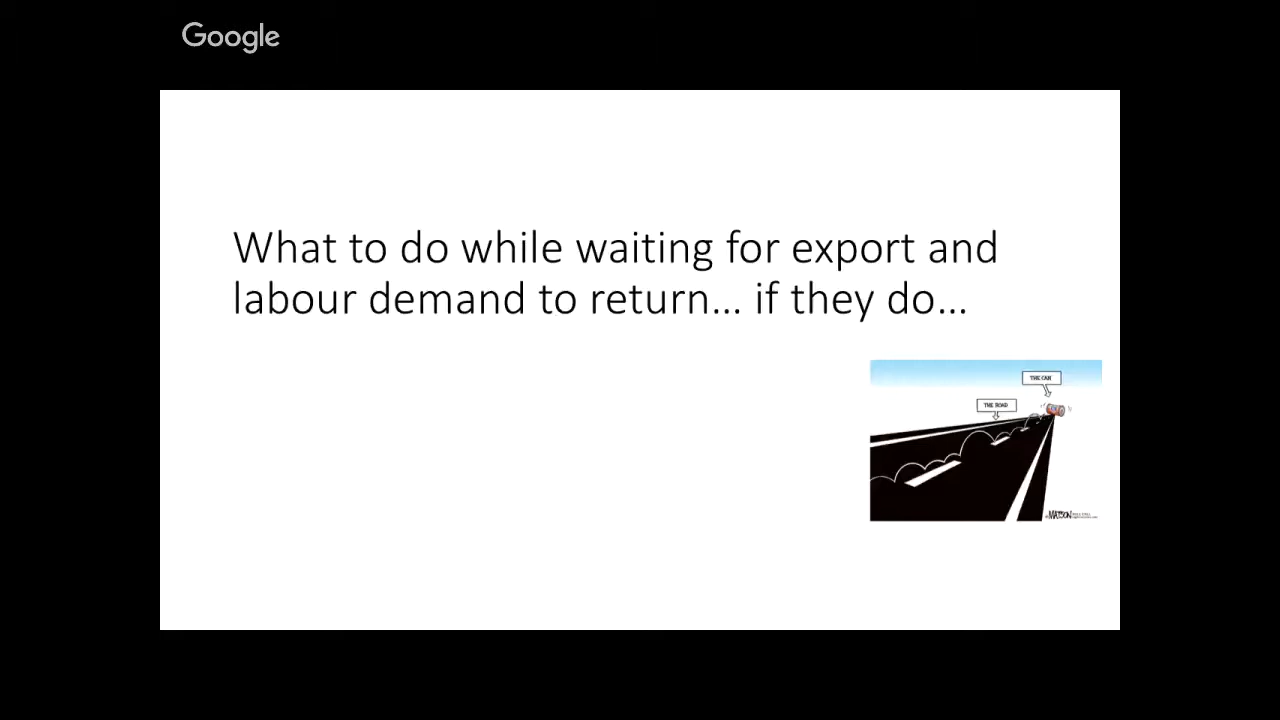 Google
What to do while waiting for export and
labour demand to return… if they do…
THE CAN
THE ROAD
MATSON